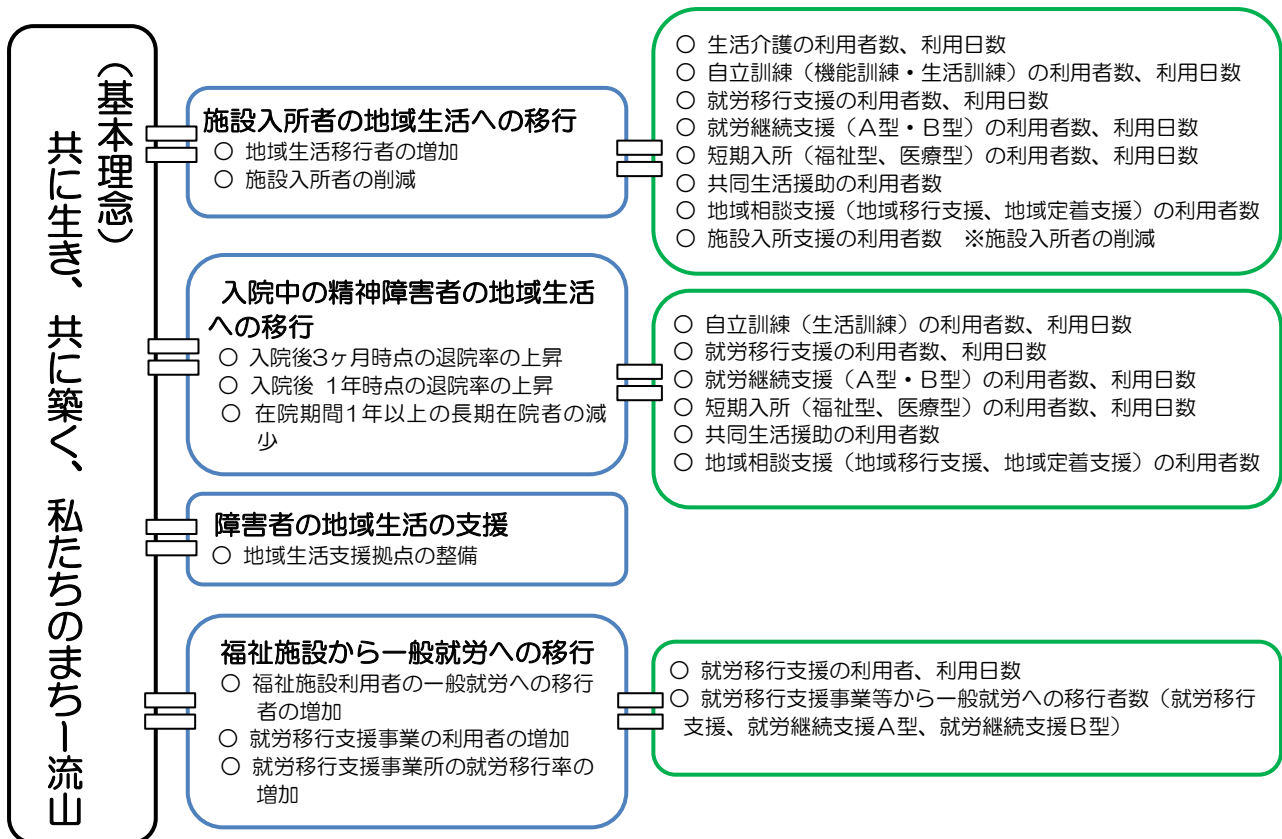 (基本理念)
共に生き、共に築く、私たちのまち～流山
施設入所者の地域生活への移行
○ 地域生活移行者の増加
○ 施設入所者の削減
○ 生活介護の利用者数、利用日数
○ 自立訓練（機能訓練・生活訓練）の利用者数、利用日数
○ 就労移行支援の利用者数、利用日数
○ 就労継続支援（A型・B型）の利用者数、利用日数
○ 短期入所（福祉型、医療型）の利用者数、利用日数
○ 共同生活援助の利用者数
○ 地域相談支援（地域移行支援、地域定着支援）の利用者数
○ 施設入所支援の利用者数　※施設入所者の削減
入院中の精神障害者の地域生活
への移行
○ 入院後3ヶ月時点の退院率の上昇
○ 入院後 1年時点の退院率の上昇
○ 在院期間1年以上の長期在院者の減
少
○ 自立訓練（生活訓練）の利用者数、利用日数
○ 就労移行支援の利用者数、利用日数
○ 就労継続支援（A型・B型）の利用者数、利用日数
○ 短期入所（福祉型、医療型）の利用者数、利用日数
○ 共同生活援助の利用者数
○ 地域相談支援（地域移行支援、地域定着支援）の利用者数
障害者の地域生活の支援
○ 地域生活支援拠点の整備
福祉施設から一般就労への移行
○ 福祉施設利用者の一般就労への移行
者の増加
○ 就労移行支援事業の利用者の増加
○ 就労移行支援事業所の就労移行率の
増加
○ 就労移行支援の利用者、利用日数
○ 就労移行支援事業等から一般就労への移行者数（就労移行
支援、就労継続支援A型、就労継続支援B型）